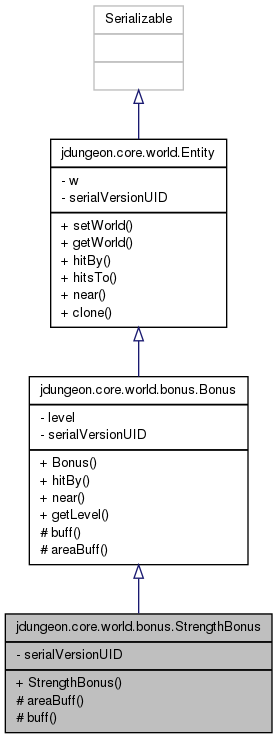 Serializable
jdungeon.core.world.Entity
- w
- serialVersionUID
+ setWorld()
+ getWorld()
+ hitBy()
+ hitsTo()
+ near()
+ clone()
jdungeon.core.world.bonus.Bonus
- level
- serialVersionUID
+ Bonus()
+ hitBy()
+ near()
+ getLevel()
# buff()
# areaBuff()
jdungeon.core.world.bonus.StrengthBonus
- serialVersionUID
+ StrengthBonus()
# areaBuff()
# buff()